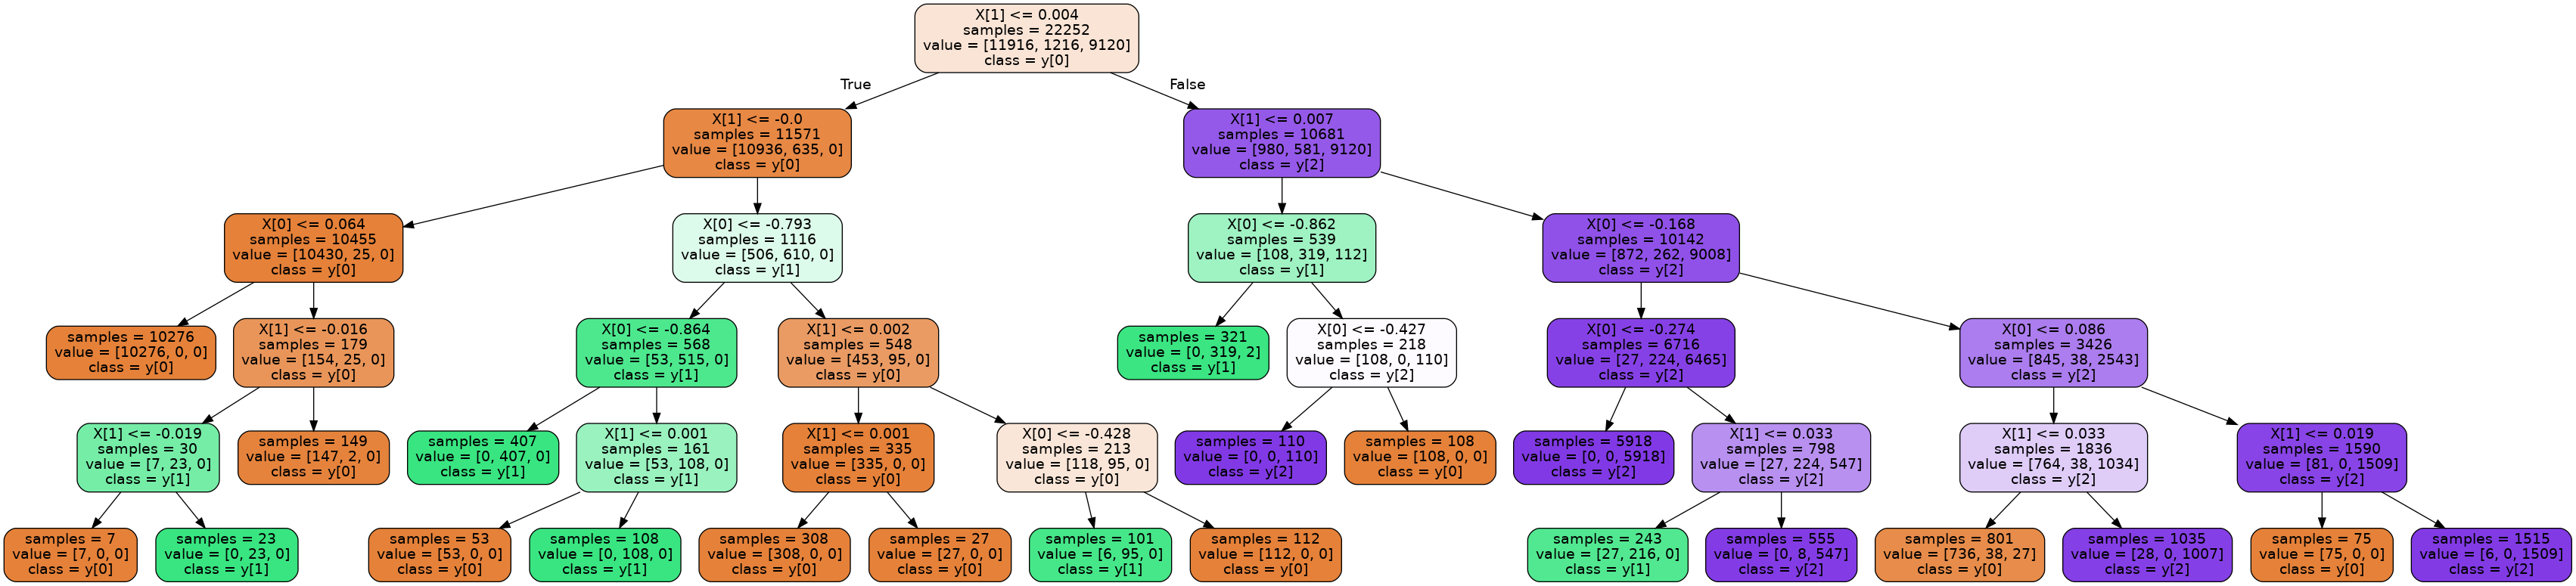 X[1] <= 0.004
samples = 22252
value = [11916, 1216, 9120]
class = y[0]
True
False
X[1] <= -0.0
samples = 11571
value = [10936, 635, 0]
class = y[0]
X[1] <= 0.007
samples = 10681
value = [980, 581, 9120]
class = y[2]
X[0] <= 0.064
samples = 10455
value = [10430, 25, 0]
class = y[0]
X[0] <= -0.793
samples = 1116
value = [506, 610, 0]
class = y[1]
X[0] <= -0.862
samples = 539
value = [108, 319, 112]
class = y[1]
X[0] <= -0.168
samples = 10142
value = [872, 262, 9008]
class = y[2]
samples = 10276
value = [10276, 0, 0]
class = y[0]
X[1] <= -0.016
samples = 179
value = [154, 25, 0]
class = y[0]
X[0] <= -0.864
samples = 568
value = [53, 515, 0]
class = y[1]
X[1] <= 0.002
samples = 548
value = [453, 95, 0]
class = y[0]
samples = 321
value = [0, 319, 2]
class = y[1]
X[0] <= -0.427
samples = 218
value = [108, 0, 110]
class = y[2]
X[0] <= -0.274
samples = 6716
value = [27, 224, 6465]
class = y[2]
X[0] <= 0.086
samples = 3426
value = [845, 38, 2543]
class = y[2]
X[1] <= -0.019
samples = 30
value = [7, 23, 0]
class = y[1]
samples = 149
value = [147, 2, 0]
class = y[0]
samples = 407
value = [0, 407, 0]
class = y[1]
X[1] <= 0.001
samples = 161
value = [53, 108, 0]
class = y[1]
X[1] <= 0.001
samples = 335
value = [335, 0, 0]
class = y[0]
X[0] <= -0.428
samples = 213
value = [118, 95, 0]
class = y[0]
samples = 110
value = [0, 0, 110]
class = y[2]
samples = 108
value = [108, 0, 0]
class = y[0]
samples = 5918
value = [0, 0, 5918]
class = y[2]
X[1] <= 0.033
samples = 798
value = [27, 224, 547]
class = y[2]
X[1] <= 0.033
samples = 1836
value = [764, 38, 1034]
class = y[2]
X[1] <= 0.019
samples = 1590
value = [81, 0, 1509]
class = y[2]
samples = 7
value = [7, 0, 0]
class = y[0]
samples = 23
value = [0, 23, 0]
class = y[1]
samples = 53
value = [53, 0, 0]
class = y[0]
samples = 108
value = [0, 108, 0]
class = y[1]
samples = 308
value = [308, 0, 0]
class = y[0]
samples = 27
value = [27, 0, 0]
class = y[0]
samples = 101
value = [6, 95, 0]
class = y[1]
samples = 112
value = [112, 0, 0]
class = y[0]
samples = 243
value = [27, 216, 0]
class = y[1]
samples = 555
value = [0, 8, 547]
class = y[2]
samples = 801
value = [736, 38, 27]
class = y[0]
samples = 1035
value = [28, 0, 1007]
class = y[2]
samples = 75
value = [75, 0, 0]
class = y[0]
samples = 1515
value = [6, 0, 1509]
class = y[2]